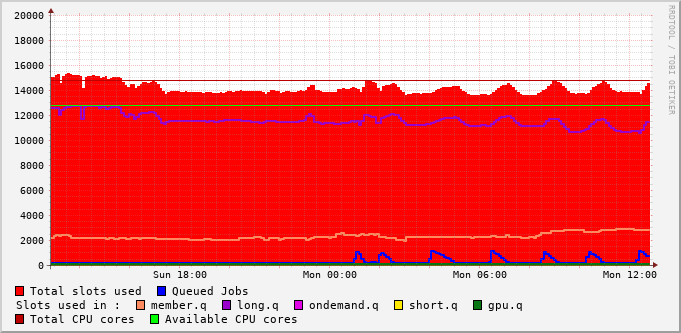 RRDTOOL / TOBI OETIKER
20000
18000
16000
14000
12000
10000
8000
6000
4000
2000
0
Sun 18:00 Mon 00:00 Mon 06:00 Mon 12:00
Total slots used Queued Jobs
Slots used in : member.q long.q ondemand.q short.q gpu.q
Total CPU cores Available CPU cores